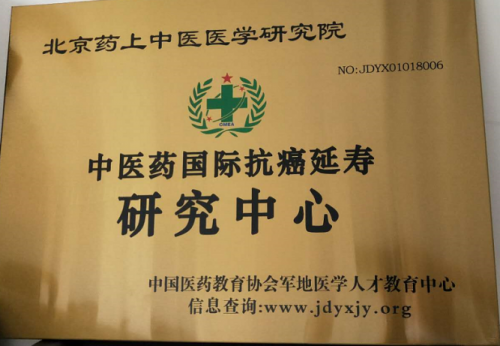 北京药上中医医学研究院
NO:JDYX01018006
中医药国际抗癌延寿
研究中心
中国医药教育协会军地医学人才教育中心
信息查询:www.jdyxjy.org